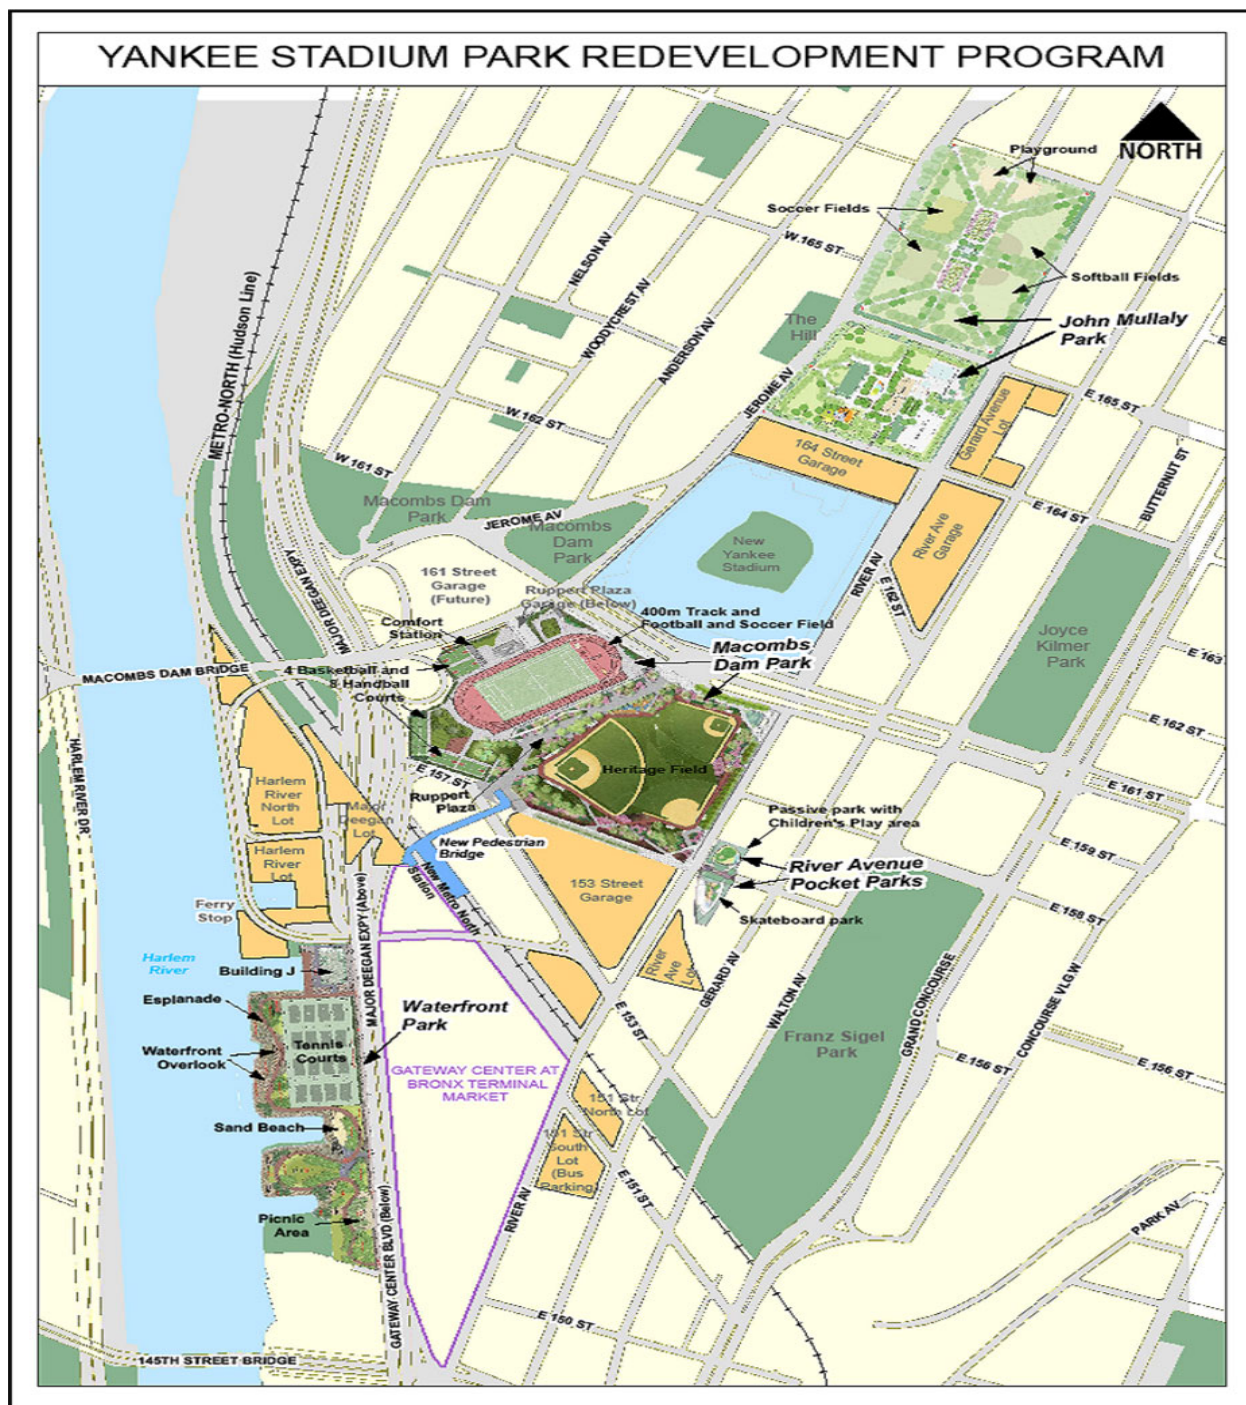 YANKEE STADIUM PARK REDEVELOPMENT PROGRAM
NORTH
Playground
Soccer Fields
W 165 ST
Softball Fields
John Mullaly
Park
NELSON AV
WOODYCREST AV
ANDERSON AV
The
Hill
METRO-NORTH (Hudson Line)
JEROME AV
E 165 ST
Gerard Avenue
Lot
W 162 ST
164 Street
Garage
BUTTERNUT ST
W 161 ST
Macombs Dam
Park
JEROME AV
Macombs
Dam
Park
E 164 ST
River Ave
Garage
New
Yankee
Stadium
MAJOR DEEGAN EXPY
161 Street
Garage
(Future)
Ruppert Plaza
Garage (Below)
RIVER AV
E 162 ST
Comfort
Station
400m Track and
Football and Soccer Field
Joyce
Kilmer
Park
Macombs
Dam Park
E 163
MACOMBS DAM BRIDGE
4 Basketball and
8 Handball
Courts
E 162 ST
HARLEM RIVER DR
E 157 ST
Heritage Field
Harlem
River
North
Lot
Major
Deegan
Lot
Ruppert
Plaza
E 161 ST
Passive park with
Children's Play area
New Pedestrian
Bridge
Harlem
River
Lot
E 159 ST
River Avenue
Pocket Parks
New Metro North
Station
153 Street
Garage
Ferry
Stop
Skateboard park
E 158 ST
MAJOR DEEGAN EXPY (Above)
Harlem
River
Building J
River
Ave
Lot
GERARD AV
WALTON AV
GRAND CONCOURSE
CONCOURSE VLG W
Esplanade
Waterfront
Park
E 153 ST
Waterfront
Overlook
Tennis
Courts
Franz Sigel
Park
E 156 ST
E 156 ST
GATEWAY CENTER AT
BRONX TERMINAL
MARKET
151 Str
North Lot
Sand Beach
151 Str
South
Lot
(Bus
Parking)
E 151 ST
Picnic
Area
RIVER AV
PARK AV
GATEWAY CENTER BLVD (Below)
E 150 ST
145TH STREET BRIDGE